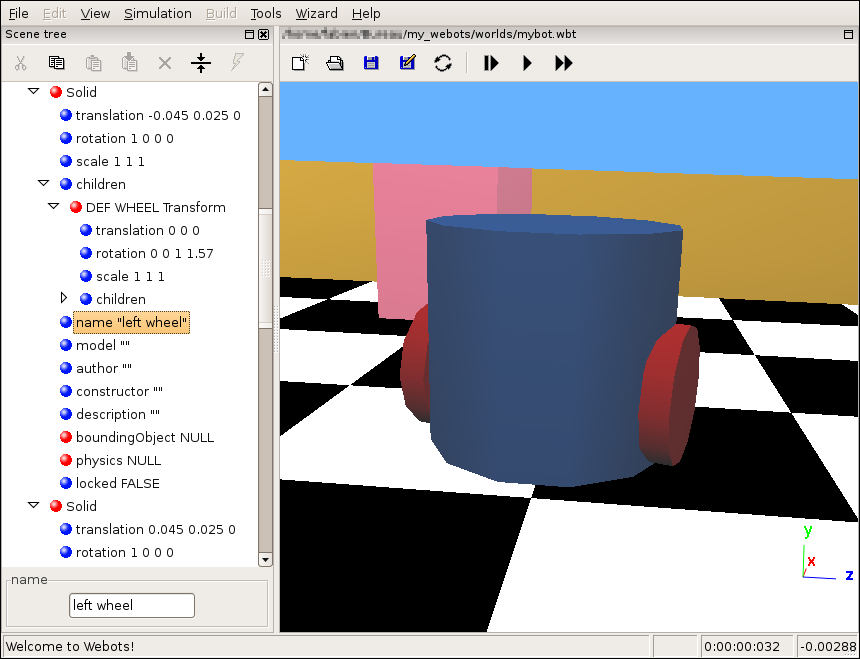 File Edit View Simulation Build Tools Wizard Help
Scene tree
/my_webots/worlds/mybot.wbt
Solid
translation -0.045 0.025 0
rotation 1 0 0 0
scale 1 1 1
children
DEF WHEEL Transform
translation 0 0 0
rotation 0 0 1 1.57
scale 1 1 1
children
name "left wheel"
model ""
author ""
constructor ""
description ""
boundingObject NULL
physics NULL
locked FALSE
Solid
translation 0.045 0.025 0
rotation 1 0 0 0
name
left wheel
y
x
z
Welcome to Webots!
0:00:00:032
-0.00288